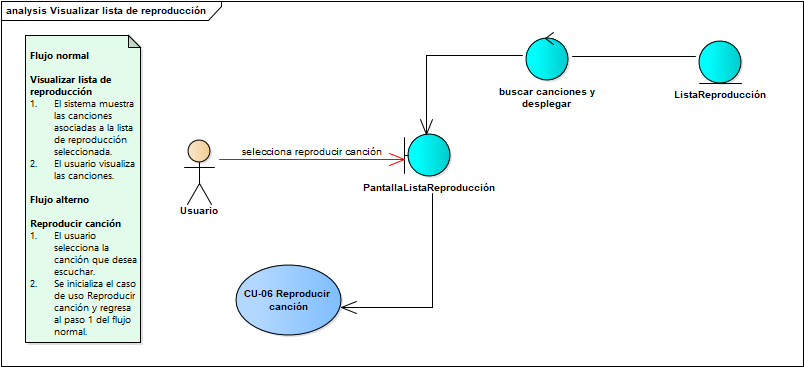 analysis Visualizar lista de reproducción
Flujo normal
Visualizar lista de
reproducción
1. El sistema muestra
las canciones
asociadas a la lista
de reproducción
seleccionada.
2. El usuario visualiza
las canciones.
Flujo alterno
Reproducir canción
1. El usuario
selecciona la
canción que desea
escuchar.
2. Se inicializa el caso
de uso Reproducir
canción y regresa
al paso 1 del flujo
normal.
Usuario
selecciona reproducir canción
PantallaListaReproducción
buscar canciones y
desplegar
ListaReproducción
CU-06 Reproducir
canción